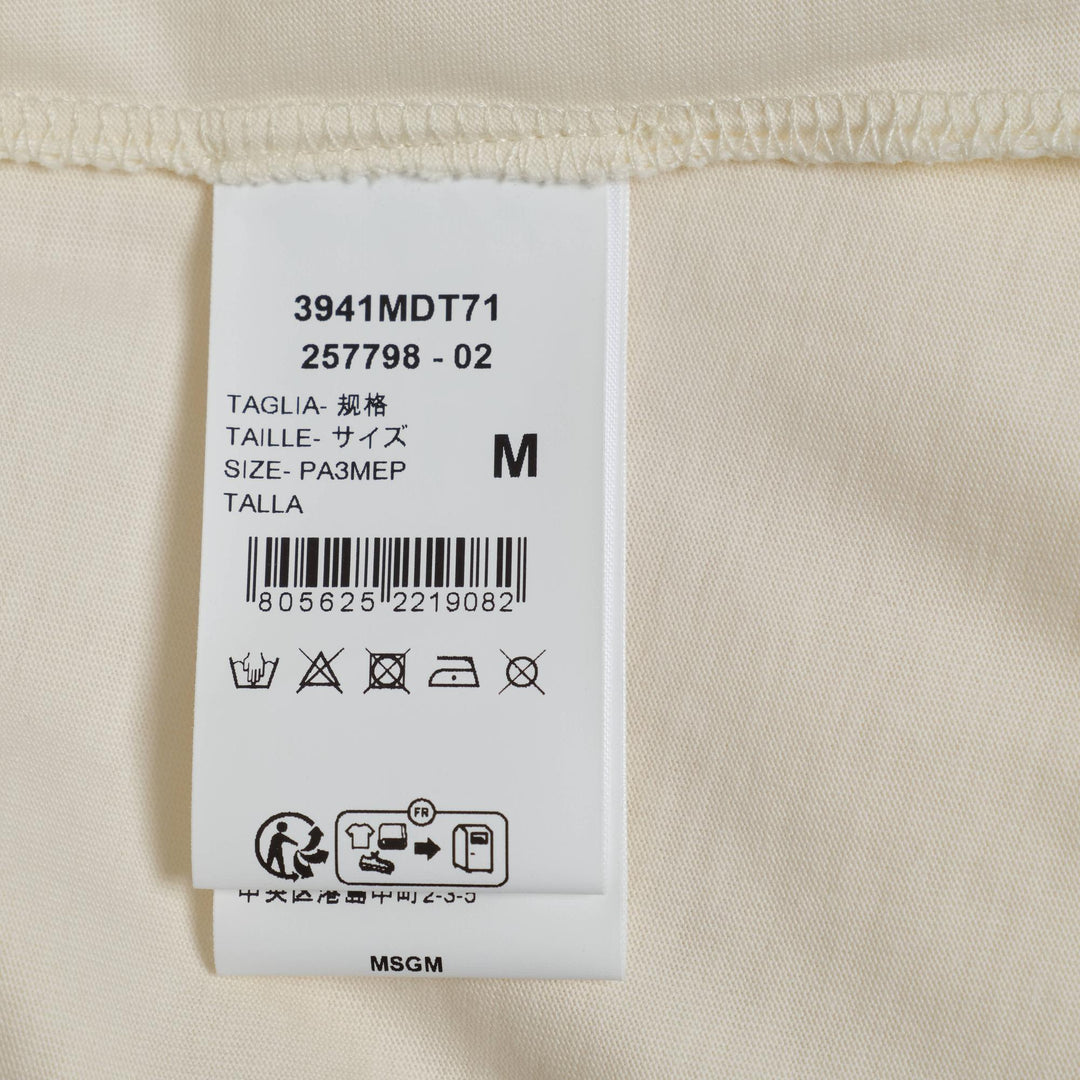 3941MDT71
257798 - 02
TAGLIA- 规格
TAILLE- サイズ
SIZE- PA3MEP
TALLA
M
805625 2219082
FR
中央区港島中町2-3-5
MSGM